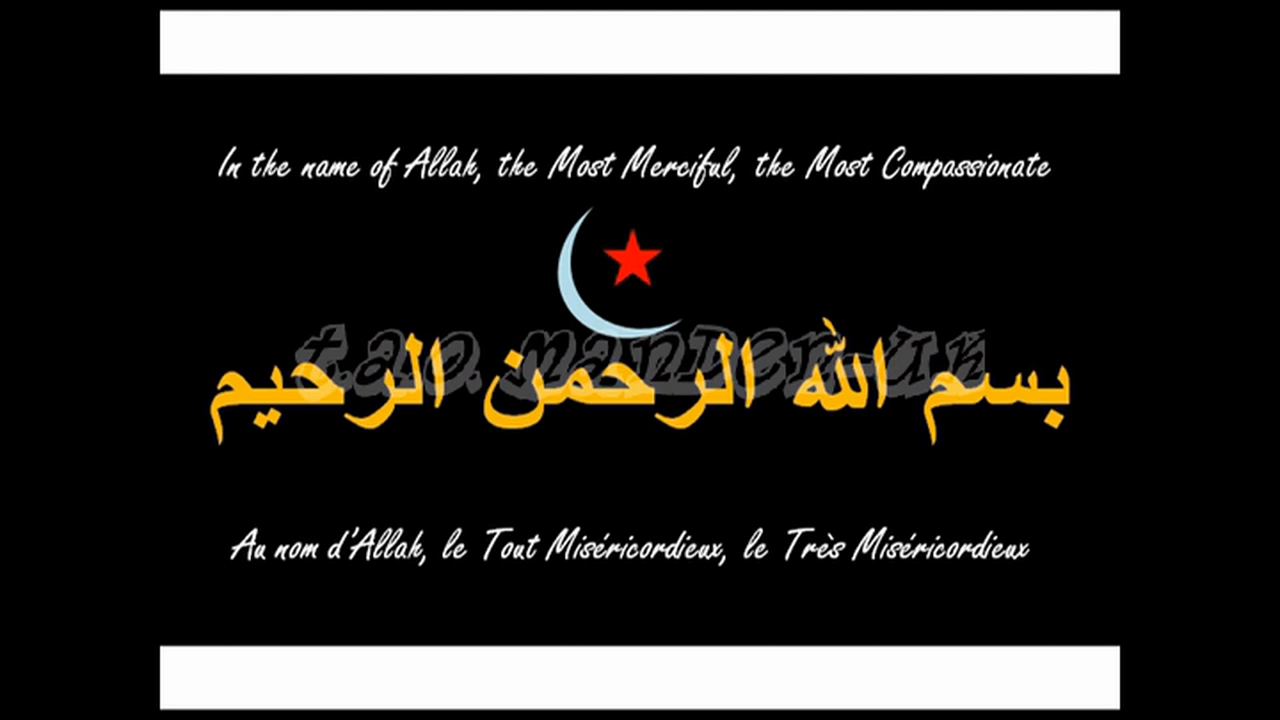 In the name of Allah, the Most Merciful, the Most Compassionate
بسم الله الرحمن الرحيم
Au nom d'Allah, le Tout Miséricordieux, le Très Miséricordieux